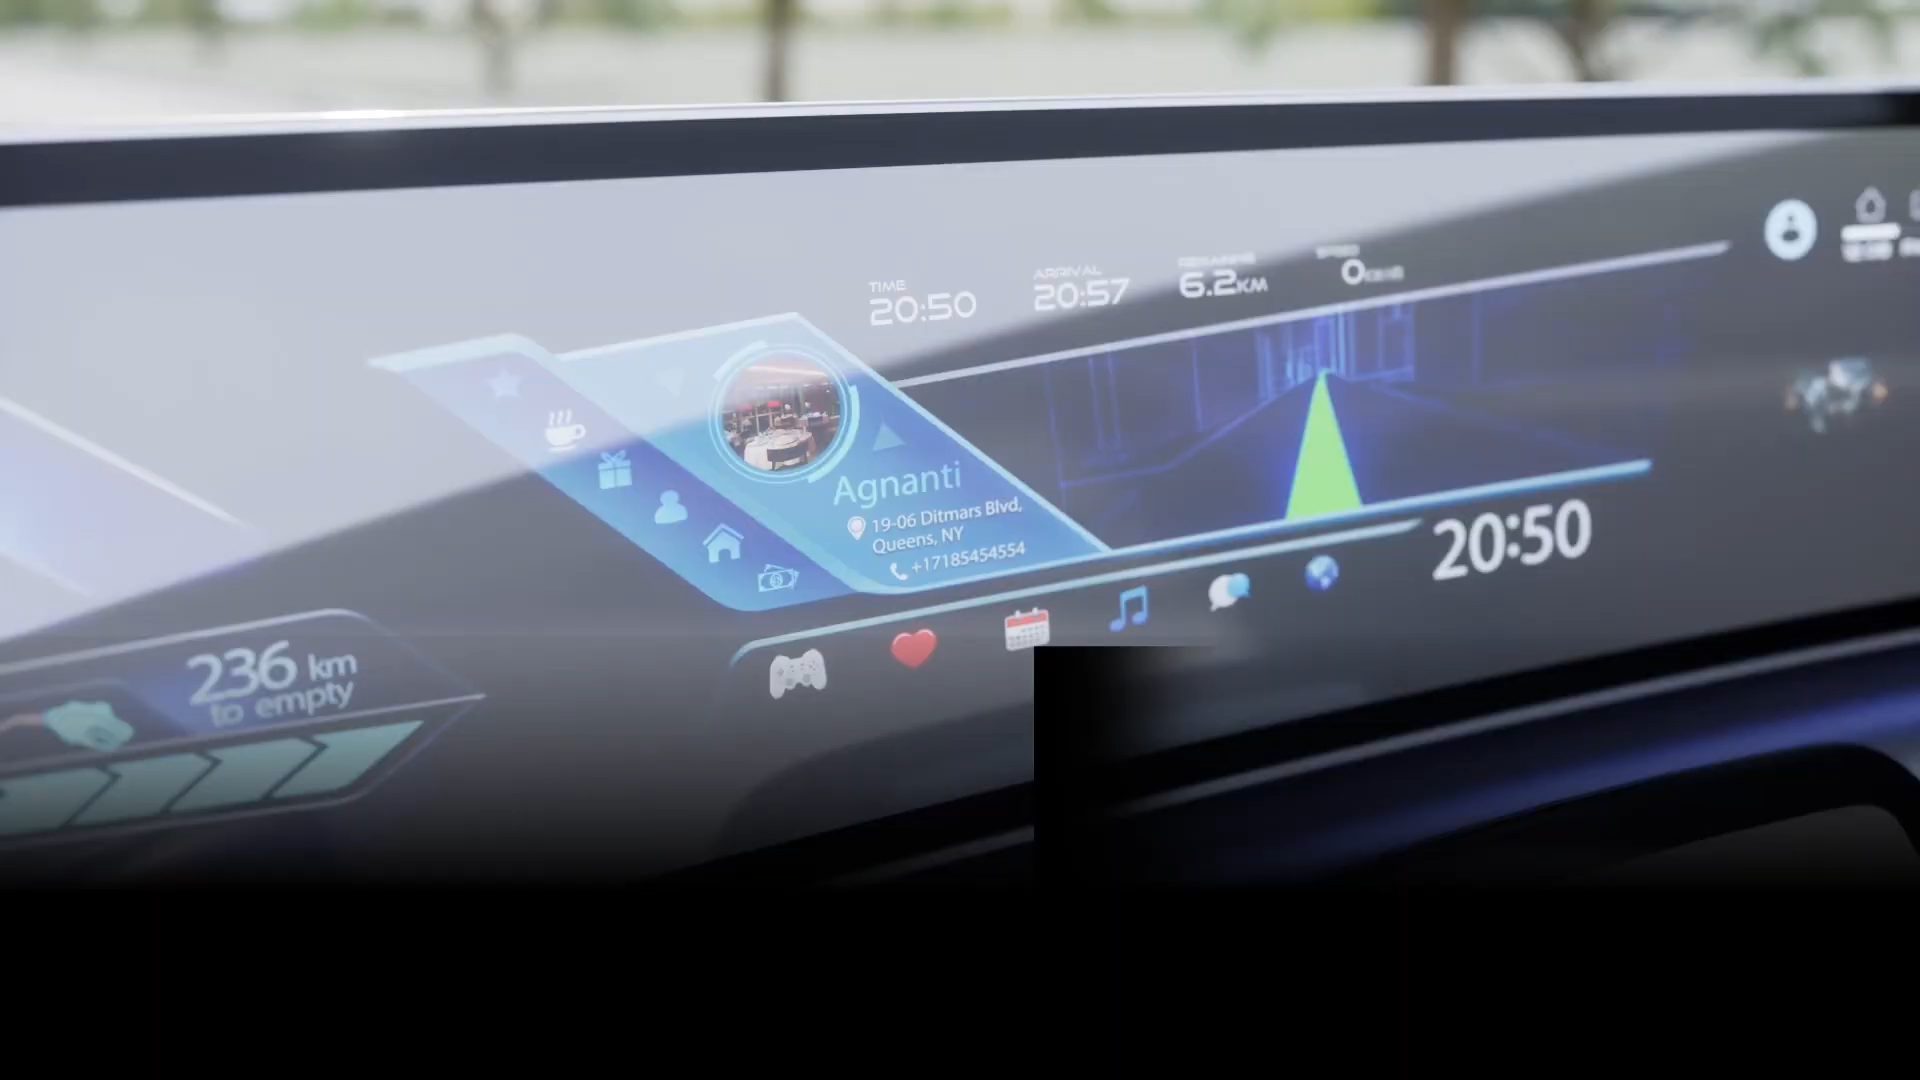 TIME
20:50
ARRIVAL
20:57
6.2KM
0
Agnanti
19-06 Ditmars Blvd,
Queens, NY
+17185454554
20:50
236 km
to empty